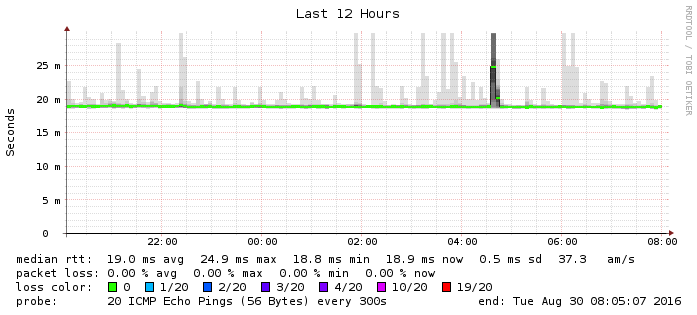 Last 12 Hours
RRDTOOL / TOBI OETIKER
Seconds
25 m
20 m
15 m
10 m
5 m
0
22:00 00:00 02:00 04:00 06:00 08:00
median rtt: 19.0 ms avg 24.9 ms max 18.8 ms min 18.9 ms now 0.5 ms sd 37.3 am/s
packet loss: 0.00 % avg 0.00 % max 0.00 % min 0.00 % now
loss color: 0 1/20 2/20 3/20 4/20 10/20 19/20
probe: 20 ICMP Echo Pings (56 Bytes) every 300s end: Tue Aug 30 08:05:07 2016